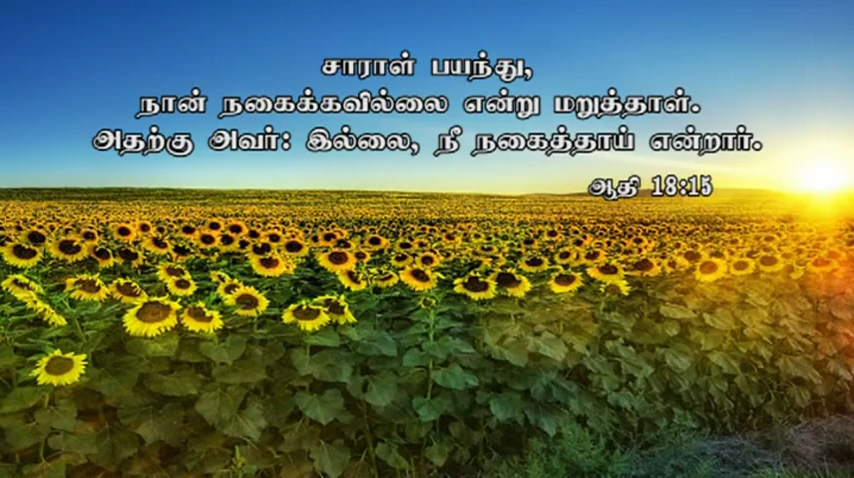 சாராள் பயந்து,
நான் நகைக்கவில்லை என்று மறுத்தாள்.
அதற்கு அவர்: இல்லை, நீ நகைத்தாய் என்றார்.
ஆதி 18:15